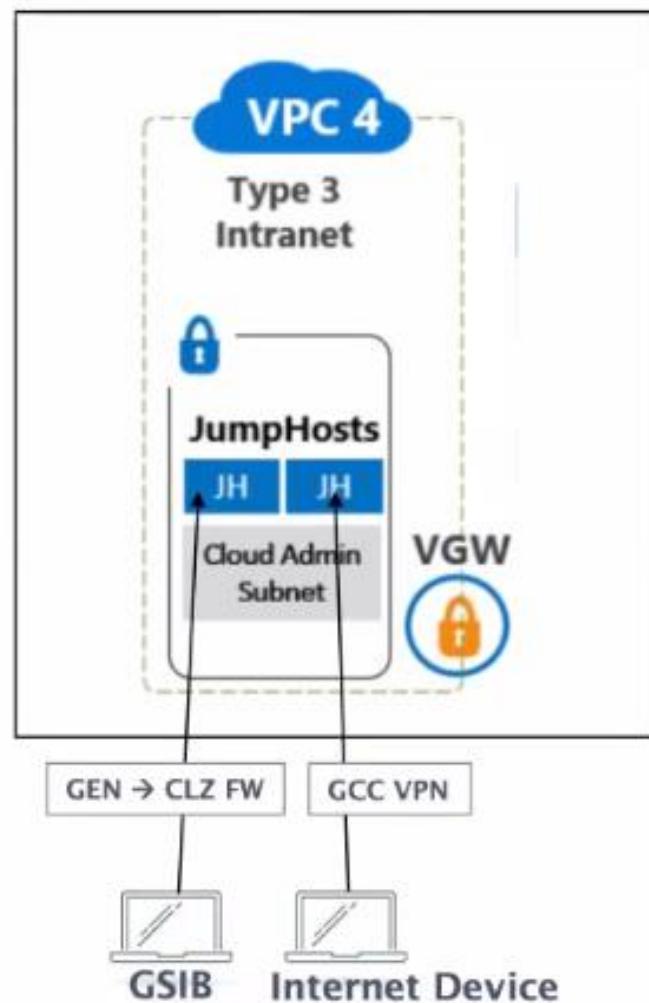 VPC 4
Type 3
Intranet
JumpHosts
JH JH
Cloud Admin
Subnet
VGW
GEN → CLZ FW
GCC VPN
GSIB
Internet Device